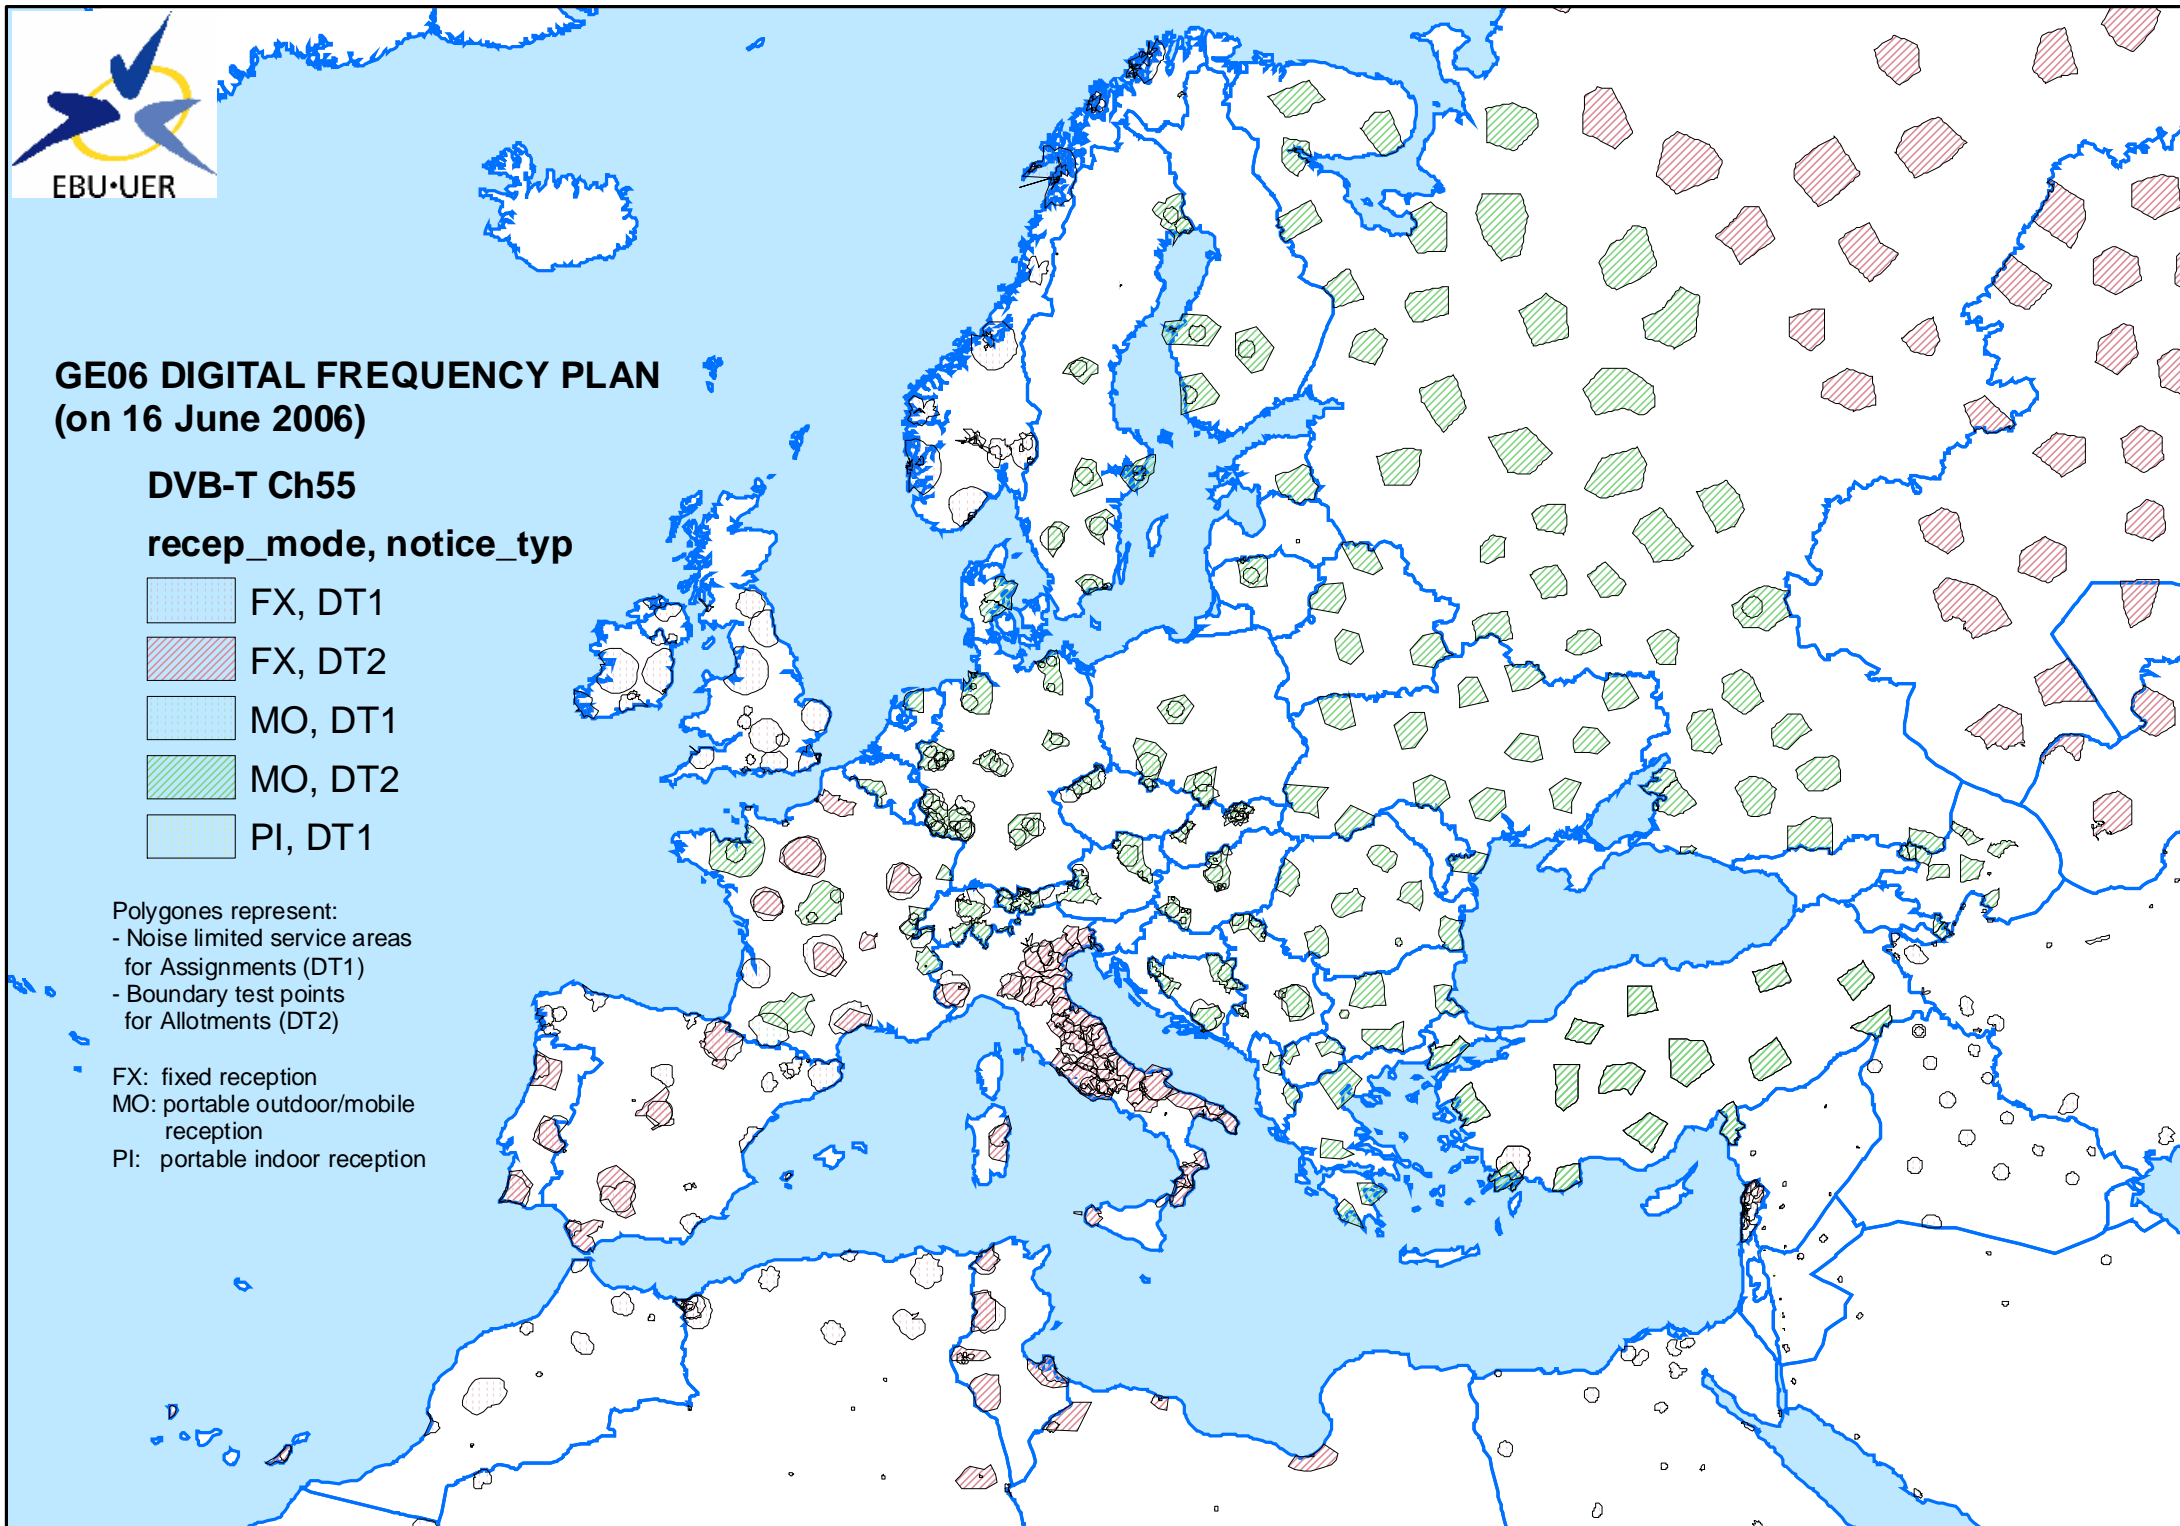 EBU•UER
GE06 DIGITAL FREQUENCY PLAN
(on 16 June 2006)
DVB-T Ch55
recep_mode, notice_typ
FX, DT1
FX, DT2
MO, DT1
MO, DT2
PI, DT1
Polygones represent:
- Noise limited service areas
for Assignments (DT1)
- Boundary test points
for Allotments (DT2)
FX: fixed reception
MO: portable outdoor/mobile
reception
PI: portable indoor reception